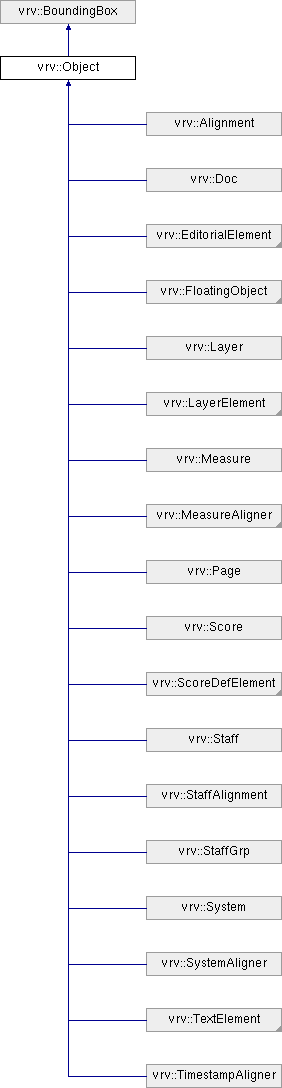 vrv::BoundingBox
vrv::Object
vrv::Alignment
vrv::Doc
vrv::EditorialElement
vrv::FloatingObject
vrv::Layer
vrv::LayerElement
vrv::Measure
vrv::MeasureAligner
vrv::Page
vrv::Score
vrv::ScoreDefElement
vrv::Staff
vrv::StaffAlignment
vrv::StaffGrp
vrv::System
vrv::SystemAligner
vrv::TextElement
vrv::TimestampAligner